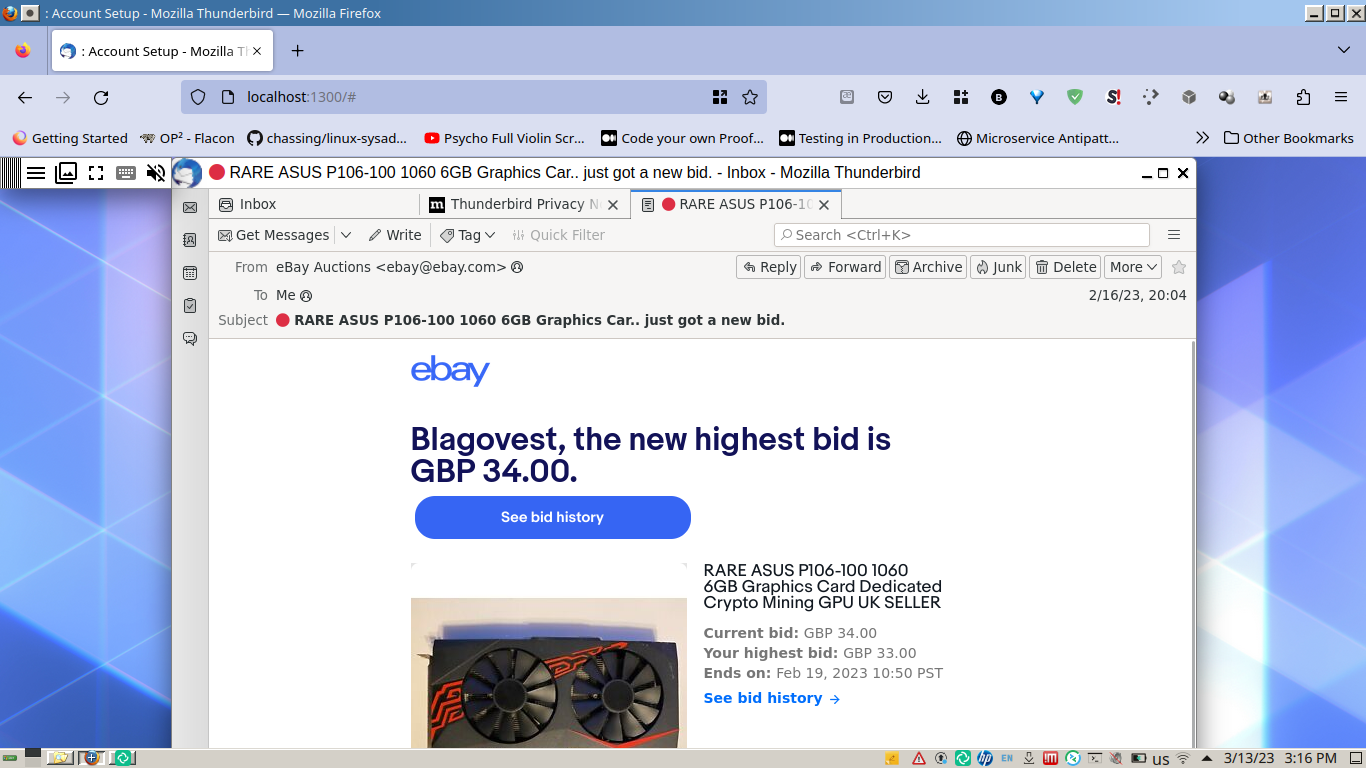 : Account Setup - Mozilla Thunderbird — Mozilla Firefox
: Account Setup - Mozilla Th
localhost:1300/#
Getting Started
OP² - Flacon
chassing/linux-sysad...
Psycho Full Violin Scr...
Code your own Proof...
Testing in Production...
Microservice Antipatt...
Other Bookmarks
RARE ASUS P106-100 1060 6GB Graphics Car.. just got a new bid. - Inbox - Mozilla Thunderbird
Inbox
Thunderbird Privacy N
RARE ASUS P106-10
Get Messages
Write
Tag
Quick Filter
Search <Ctrl+K>
From eBay Auctions <ebay@ebay.com>
Reply
Forward
Archive
Junk
Delete
More
To Me
2/16/23, 20:04
Subject RARE ASUS P106-100 1060 6GB Graphics Car.. just got a new bid.
ebay
Blagovest, the new highest bid is
GBP 34.00.
See bid history
RARE ASUS P106-100 1060
6GB Graphics Card Dedicated
Crypto Mining GPU UK SELLER
Current bid: GBP 34.00
Your highest bid: GBP 33.00
Ends on: Feb 19, 2023 10:50 PST
See bid history →
EN
us
3/13/23
3:16 PM